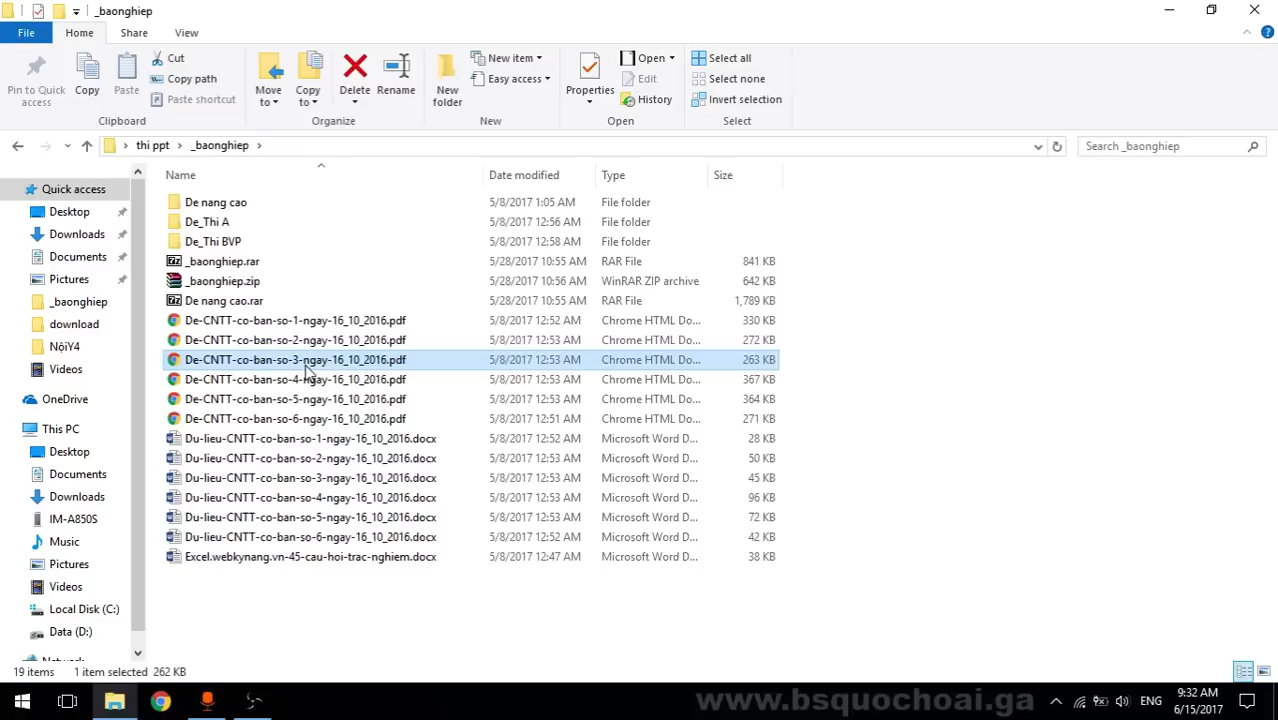 _baonghiep
File Home Share View
Pin to Quick access
Copy
Paste
Cut
Copy path
Paste shortcut
Clipboard
Move to
Copy to
Delete
Rename
Organize
New folder
New item
Easy access
New
Properties
Open
Edit
History
Open
Select all
Select none
Invert selection
Select
thi ppt > _baonghiep >
Search _baonghiep
Quick access
Desktop
Downloads
Documents
Pictures
_baonghiep
download
NộiY4
Videos
OneDrive
This PC
Desktop
Documents
Downloads
IM-A850S
Music
Pictures
Videos
Local Disk (C:)
Data (D:)
Network
Name Date modified Type Size
De nang cao 5/8/2017 1:05 AM File folder
De_Thi A 5/8/2017 12:56 AM File folder
De_Thi BVP 5/8/2017 12:58 AM File folder
_baonghiep.rar 5/28/2017 10:55 AM RAR File 841 KB
_baonghiep.zip 5/28/2017 10:56 AM WinRAR ZIP archive 642 KB
De nang cao.rar 5/28/2017 10:55 AM RAR File 1,789 KB
De-CNTT-co-ban-so-1-ngay-16_10_2016.pdf 5/8/2017 12:52 AM Chrome HTML Do... 330 KB
De-CNTT-co-ban-so-2-ngay-16_10_2016.pdf 5/8/2017 12:53 AM Chrome HTML Do... 272 KB
De-CNTT-co-ban-so-3-ngay-16_10_2016.pdf 5/8/2017 12:53 AM Chrome HTML Do... 263 KB
De-CNTT-co-ban-so-4-ngay-16_10_2016.pdf 5/8/2017 12:53 AM Chrome HTML Do... 367 KB
De-CNTT-co-ban-so-5-ngay-16_10_2016.pdf 5/8/2017 12:53 AM Chrome HTML Do... 364 KB
De-CNTT-co-ban-so-6-ngay-16_10_2016.pdf 5/8/2017 12:51 AM Chrome HTML Do... 271 KB
Du-lieu-CNTT-co-ban-so-1-ngay-16_10_2016.docx 5/8/2017 12:52 AM Microsoft Word D... 28 KB
Du-lieu-CNTT-co-ban-so-2-ngay-16_10_2016.docx 5/8/2017 12:53 AM Microsoft Word D... 50 KB
Du-lieu-CNTT-co-ban-so-3-ngay-16_10_2016.docx 5/8/2017 12:53 AM Microsoft Word D... 45 KB
Du-lieu-CNTT-co-ban-so-4-ngay-16_10_2016.docx 5/8/2017 12:53 AM Microsoft Word D... 96 KB
Du-lieu-CNTT-co-ban-so-5-ngay-16_10_2016.docx 5/8/2017 12:53 AM Microsoft Word D... 72 KB
Du-lieu-CNTT-co-ban-so-6-ngay-16_10_2016.docx 5/8/2017 12:52 AM Microsoft Word D... 42 KB
Excel.webkynang.vn-45-cau-hoi-trac-nghiem.docx 5/8/2017 12:47 AM Microsoft Word D... 38 KB
19 items 1 item selected 262 KB
www.bsquochoai.ga
ENG
9:32 AM
6/15/2017